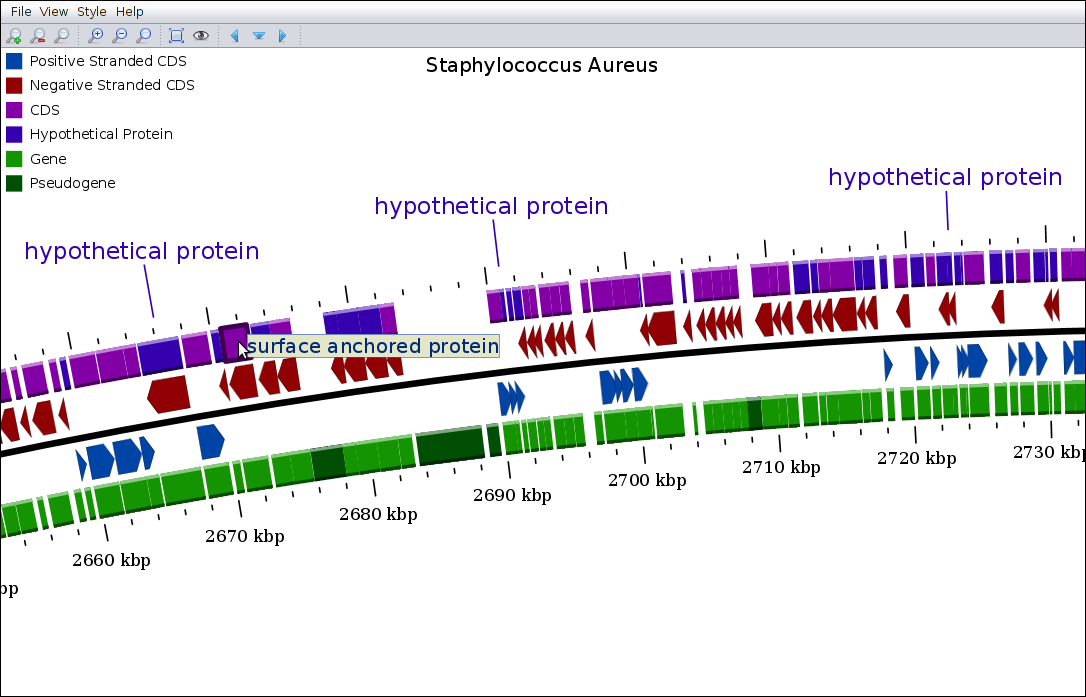 File View Style Help
Positive Stranded CDS
Negative Stranded CDS
CDS
Hypothetical Protein
Gene
Pseudogene
Staphylococcus Aureus
hypothetical protein
hypothetical protein
hypothetical protein
surface anchored protein
bp
2660 kbp
2670 kbp
2680 kbp
2690 kbp
2700 kbp
2710 kbp
2720 kbp
2730 kbp